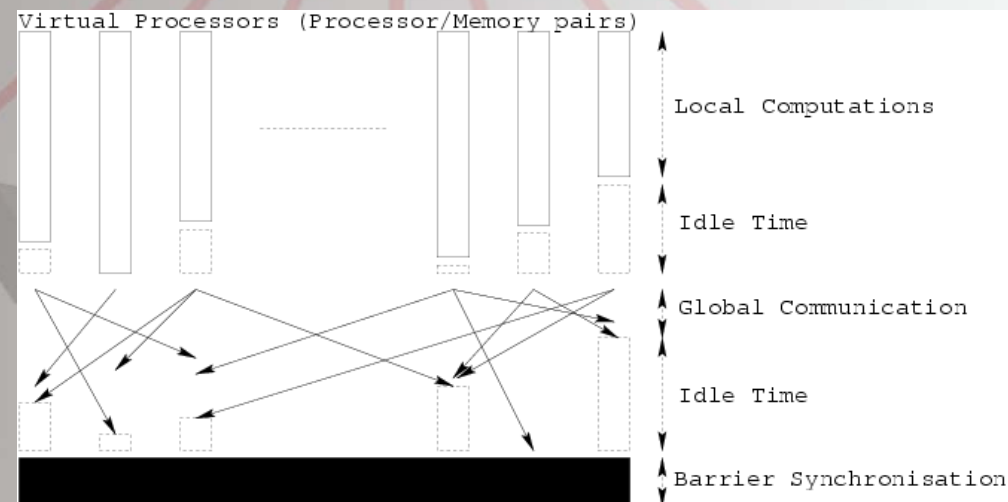 Virtual Processors (Processor/Memory pairs)
Local Computations
Idle Time
Global Communication
Idle Time
Barrier Synchronisation